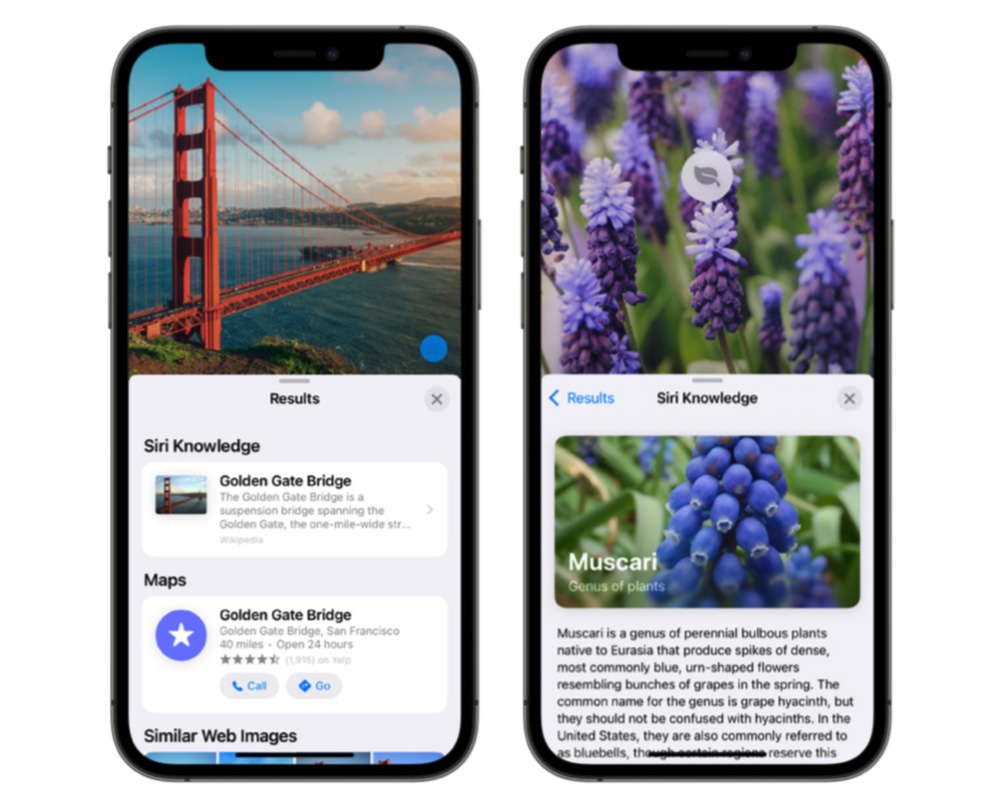 Results
Siri Knowledge
Golden Gate Bridge
The Golden Gate Bridge is a
suspension bridge spanning the
Golden Gate, the one-mile-wide str...
Wikipedia
Maps
Golden Gate Bridge
Golden Gate Bridge, San Francisco
40 miles • Open 24 hours
(1,915) on Yelp
Call
Go
Similar Web Images
Results
Siri Knowledge
Muscari
Genus of plants
Muscari is a genus of perennial bulbous plants
native to Eurasia that produce spikes of dense,
most commonly blue, urn-shaped flowers
resembling bunches of grapes in the spring. The
common name for the genus is grape hyacinth, but
they should not be confused with hyacinths. In the
United States, they are also commonly referred to
as bluebells, though certain regions reserve this